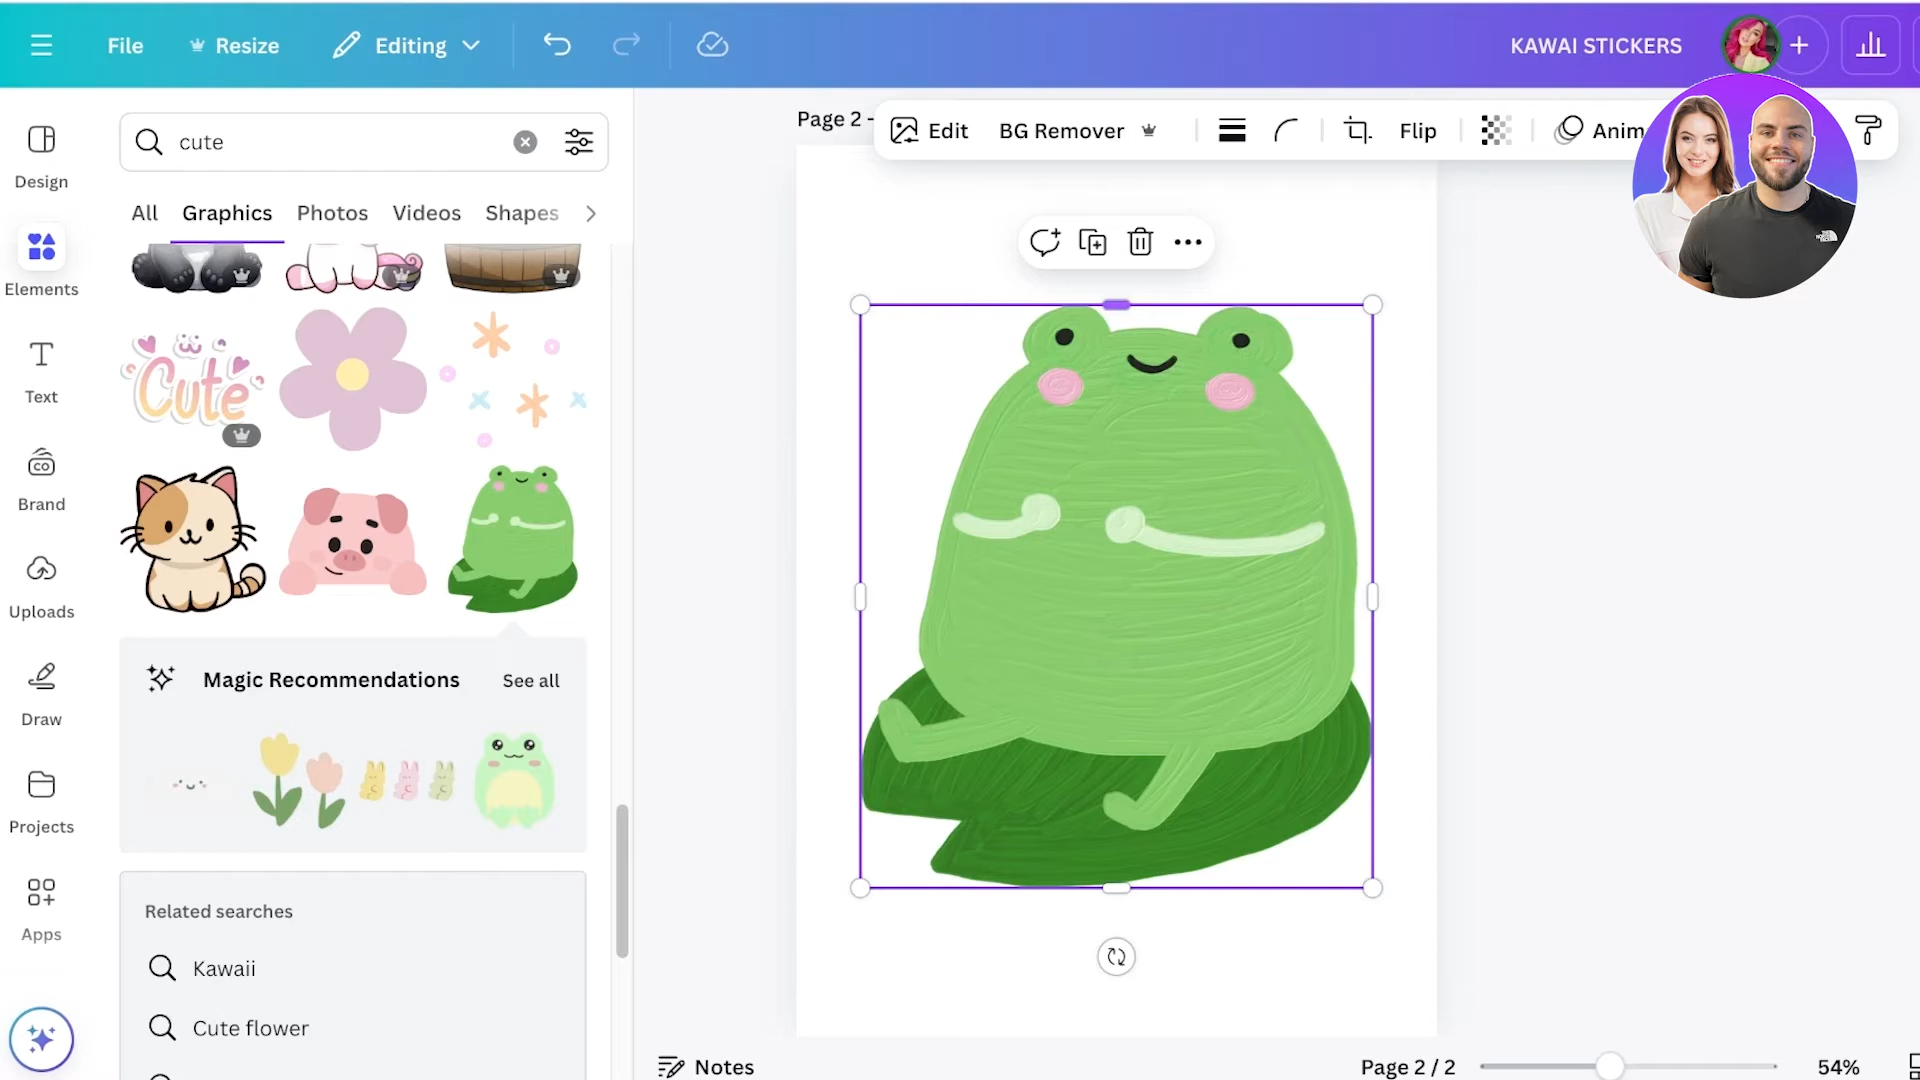 File
Resize
Editing
KAWAI STICKERS
cute
All
Graphics
Photos
Videos
Shapes
Page 2 -
Edit
BG Remover
Flip
Anim
Design
Elements
Text
Brand
Uploads
Draw
Projects
Apps
CO
Cute
Magic Recommendations
See all
Related searches
Kawaii
Cute flower
Notes
Page 2 / 2
54%